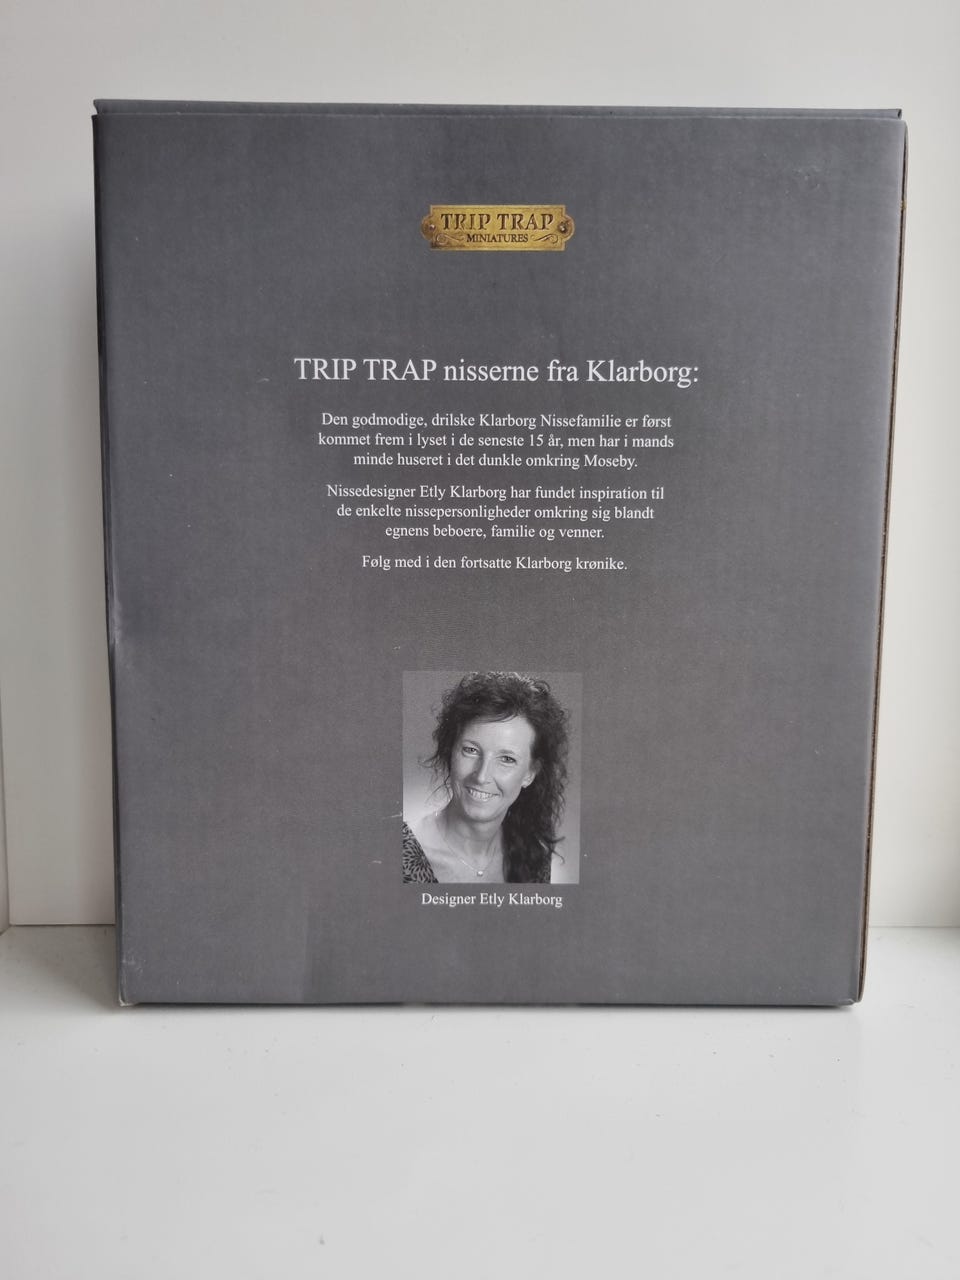 TRIP TRAP
MINIATURES
TRIP TRAP nisserne fra Klarborg:
Den godmodige, drilske Klarborg Nissefamilie er først
kommet frem i lyset i de seneste 15 år, men har i mands
minde huseret i det dunkle omkring Moseby.
Nissedesigner Etly Klarborg har fundet inspiration til
de enkelte nissepersonligheder omkring sig blandt
egnens beboere, familie og venner.
Følg med i den fortsatte Klarborg krønike.
Designer Etly Klarborg